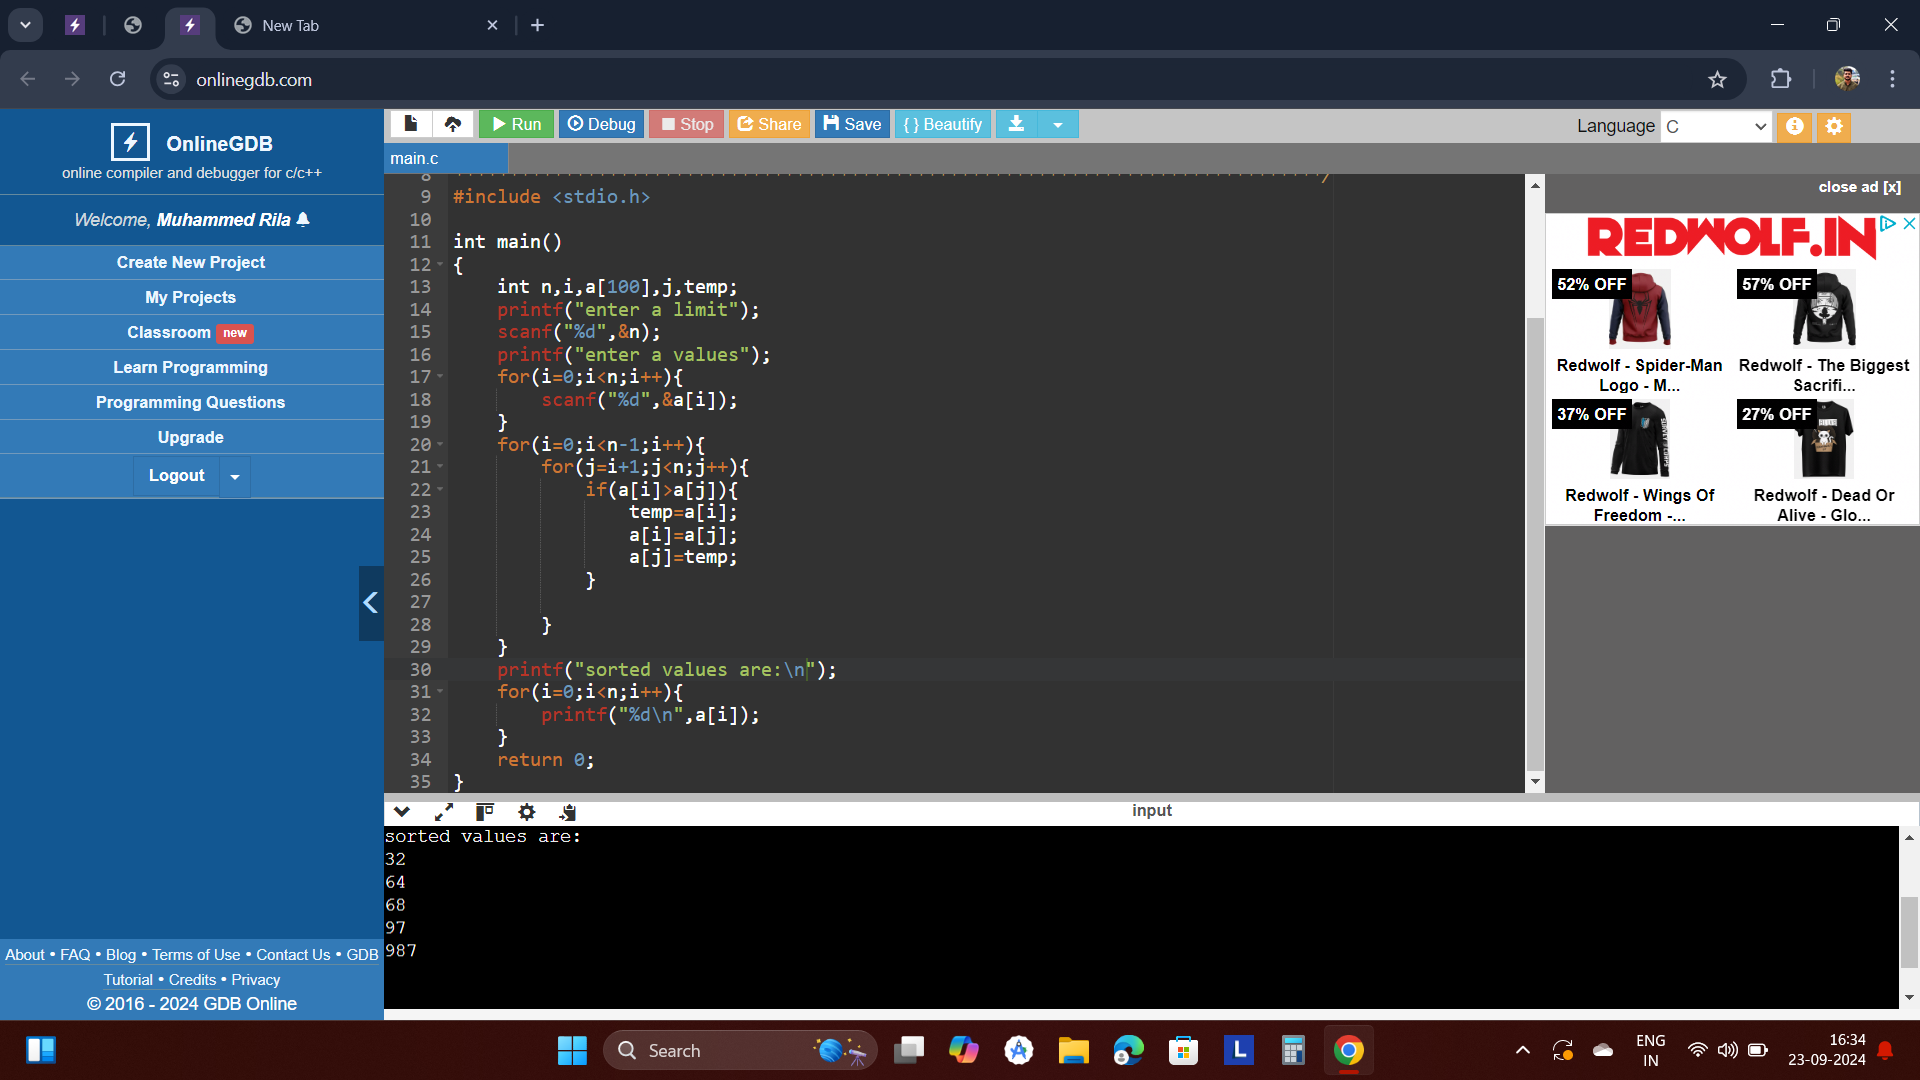 New Tab
onlinegdb.com
OnlineGDB
online compiler and debugger for c/c++
Welcome, Muhammed Rila
Create New Project
My Projects
Classroom new
Learn Programming
Programming Questions
Upgrade
Logout
About • FAQ • Blog • Terms of Use • Contact Us • GDB
Tutorial • Credits • Privacy
© 2016 - 2024 GDB Online
Run Debug Stop Share Save { } Beautify Language C
main.c
8 ******************************************************************************/
9 #include <stdio.h>
10
11 int main()
12 {
13     int n,i,a[100],j,temp;
14     printf("enter a limit");
15     scanf("%d",&n);
16     printf("enter a values");
17     for(i=0;i<n;i++){
18         scanf("%d",&a[i]);
19     }
20     for(i=0;i<n-1;i++){
21         for(j=i+1;j<n;j++){
22             if(a[i]>a[j]){
23                 temp=a[i];
24                 a[i]=a[j];
25                 a[j]=temp;
26             }
27
28         }
29     }
30     printf("sorted values are:\n");
31     for(i=0;i<n;i++){
32         printf("%d\n",a[i]);
33     }
34     return 0;
35 }
close ad [x]
REDWOLF.IN
52% OFF
Redwolf - Spider-Man
Logo - M...
57% OFF
Redwolf - The Biggest
Sacrifi...
37% OFF
Redwolf - Wings Of
Freedom -...
27% OFF
Redwolf - Dead Or
Alive - Glo...
input
sorted values are:
32
64
68
97
987
Search
L
ENG
IN
16:34
23-09-2024